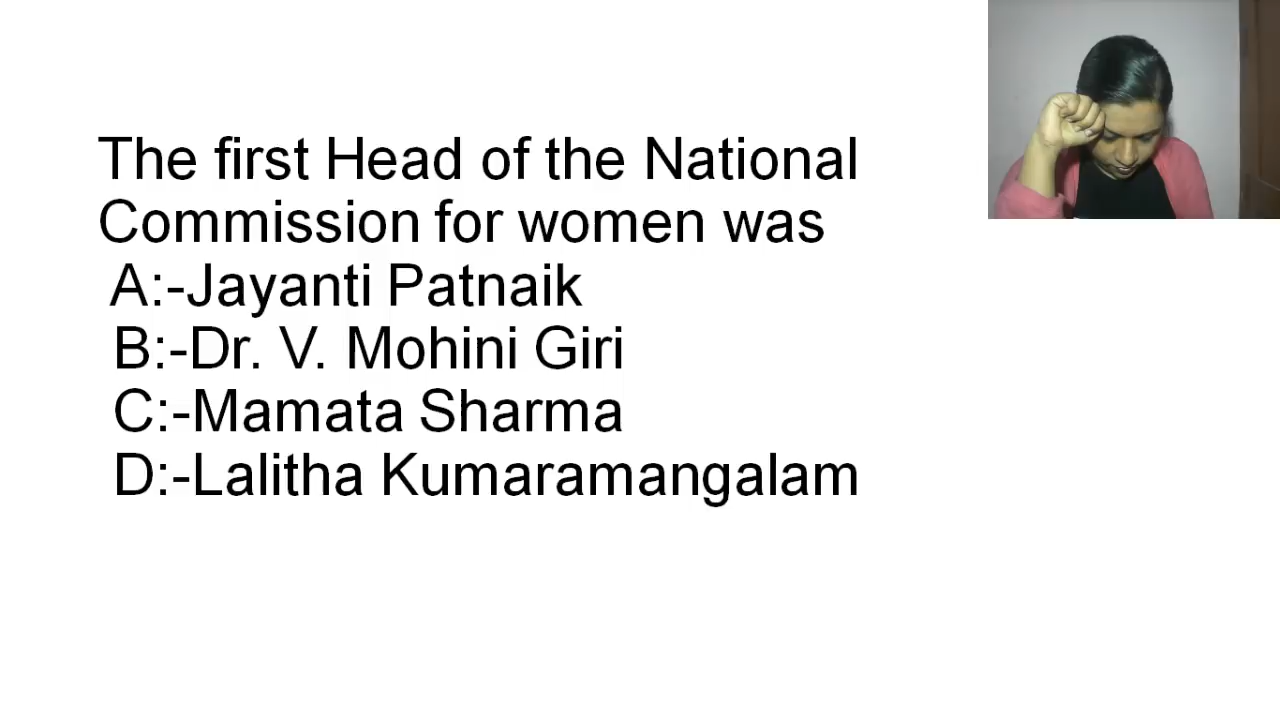 The first Head of the National
Commission for women was
A:-Jayanti Patnaik
B:-Dr. V. Mohini Giri
C:-Mamata Sharma
D:-Lalitha Kumaramangalam